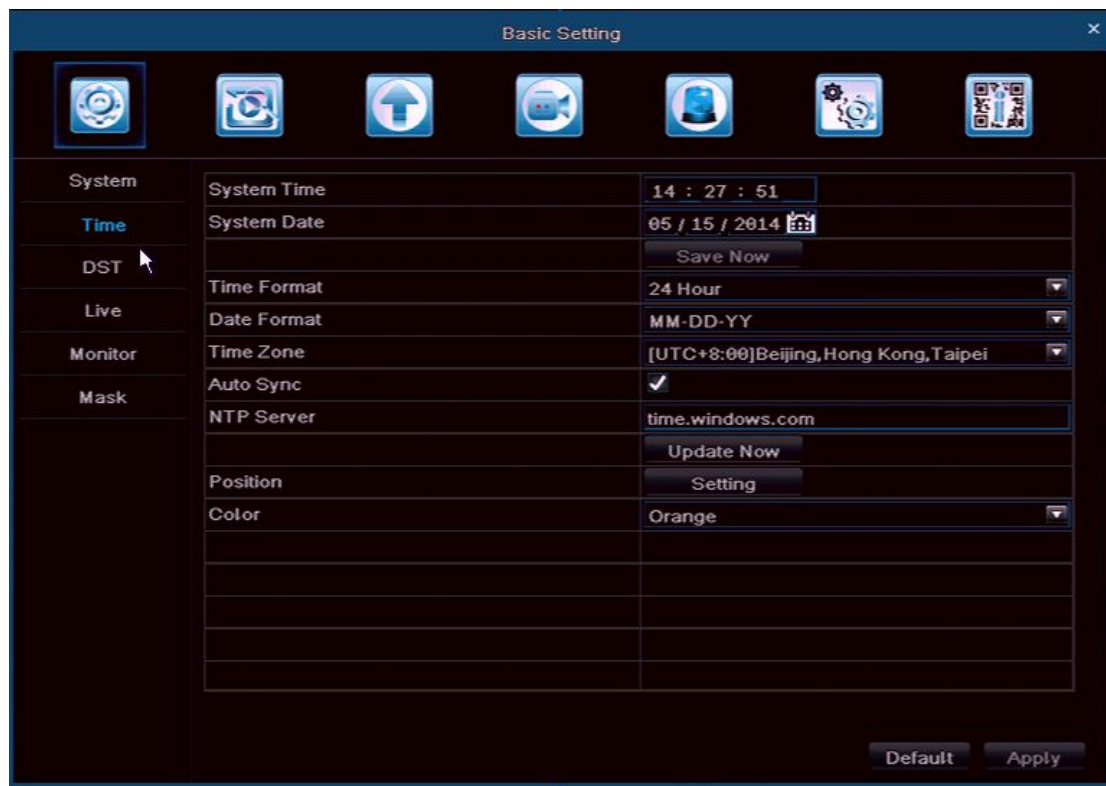 Basic Setting
System
Time
DST
Live
Monitor
Mask
System Time 14 : 27 : 51
System Date 05 / 15 / 2014
Save Now
Time Format 24 Hour
Date Format MM-DD-YY
Time Zone [UTC+8:00]Beijing,Hong Kong,Taipei
Auto Sync
NTP Server time.windows.com
Update Now
Position Setting
Color Orange
Default Apply